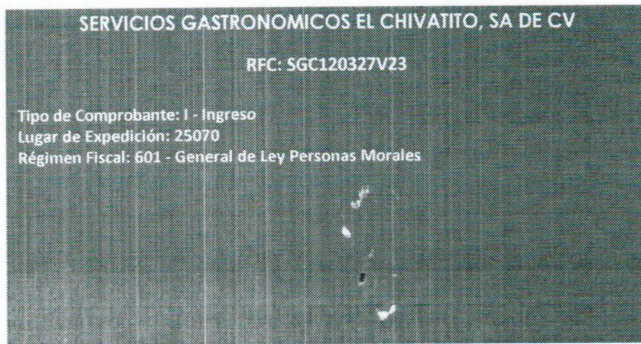 SERVICIOS GASTRONOMICOS EL CHIVATITO, SA DE CV
RFC: SGC120327V23
Tipo de Comprobante: I - Ingreso
Lugar de Expedición: 25070
Régimen Fiscal: 601 - General de Ley Personas Morales